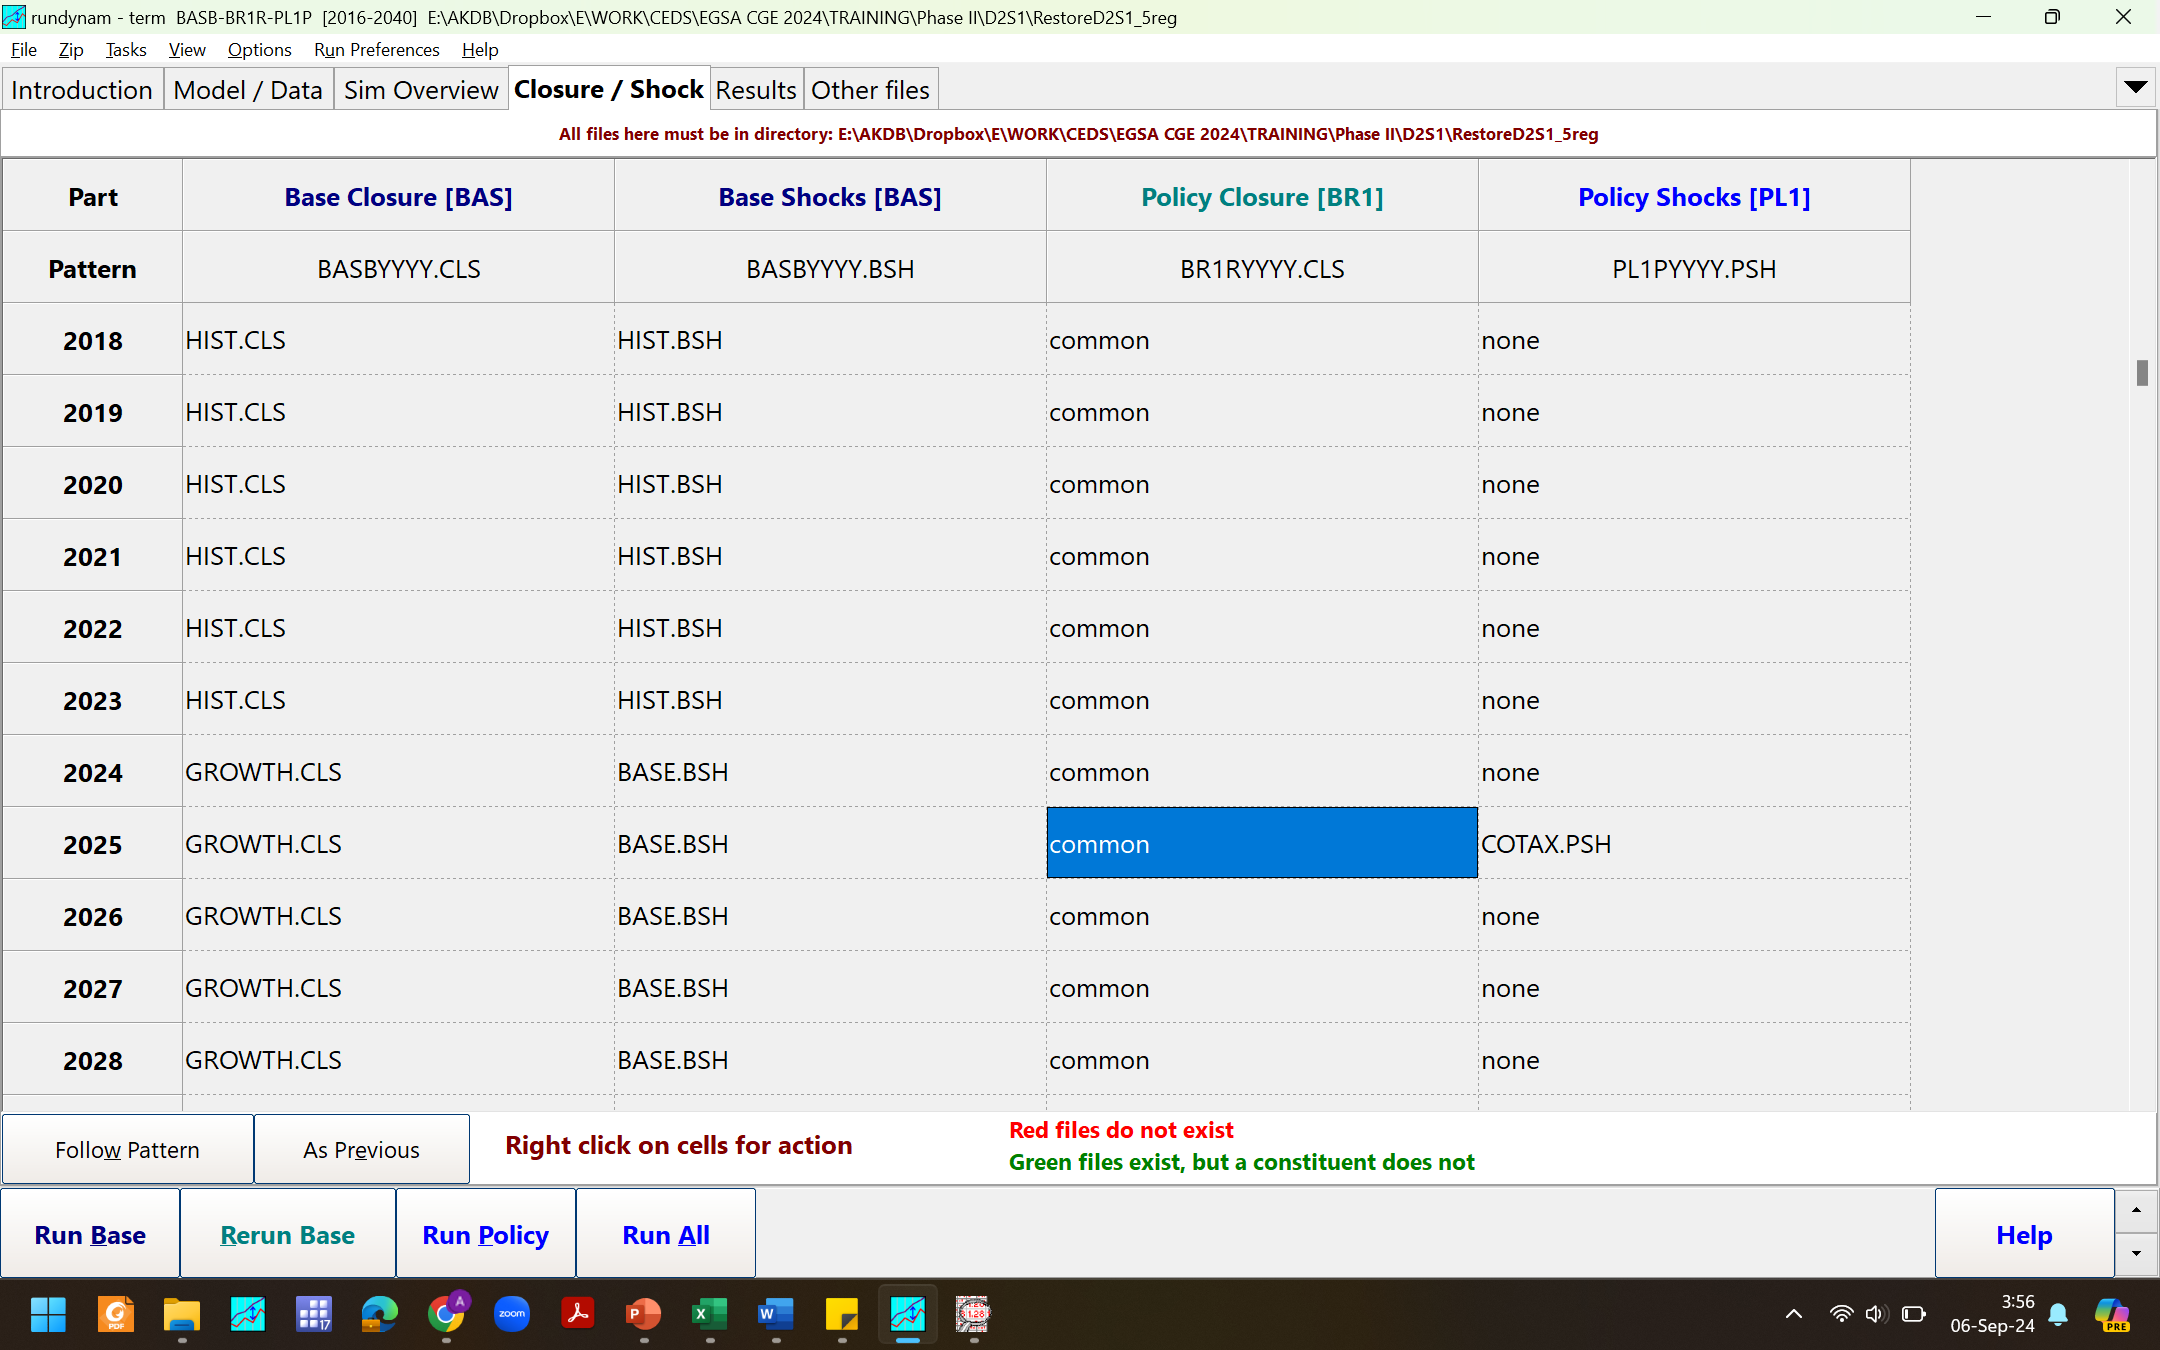 rundynam - term BASB-BR1R-PL1P [2016-2040] E:\AKDB\Dropbox\E\WORK\CEDS\EGSA CGE 2024\TRAINING\Phase II\D2S1\RestoreD2S1_5reg
File Zip Tasks View Options Run Preferences Help
Introduction Model / Data Sim Overview Closure / Shock Results Other files
All files here must be in directory: E:\AKDB\Dropbox\E\WORK\CEDS\EGSA CGE 2024\TRAINING\Phase II\D2S1\RestoreD2S1_5reg
Part Base Closure [BAS] Base Shocks [BAS] Policy Closure [BR1] Policy Shocks [PL1]
Pattern BASBYYYY.CLS BASBYYYY.BSH BR1RYYYY.CLS PL1PYYYY.PSH
2018 HIST.CLS HIST.BSH common none
2019 HIST.CLS HIST.BSH common none
2020 HIST.CLS HIST.BSH common none
2021 HIST.CLS HIST.BSH common none
2022 HIST.CLS HIST.BSH common none
2023 HIST.CLS HIST.BSH common none
2024 GROWTH.CLS BASE.BSH common none
2025 GROWTH.CLS BASE.BSH common COTAX.PSH
2026 GROWTH.CLS BASE.BSH common none
2027 GROWTH.CLS BASE.BSH common none
2028 GROWTH.CLS BASE.BSH common none
Follow Pattern As Previous Right click on cells for action
Red files do not exist
Green files exist, but a constituent does not
Run Base Rerun Base Run Policy Run All Help
PDF 17 A zoom P X W 1.28 PRE
3:56
06-Sep-24